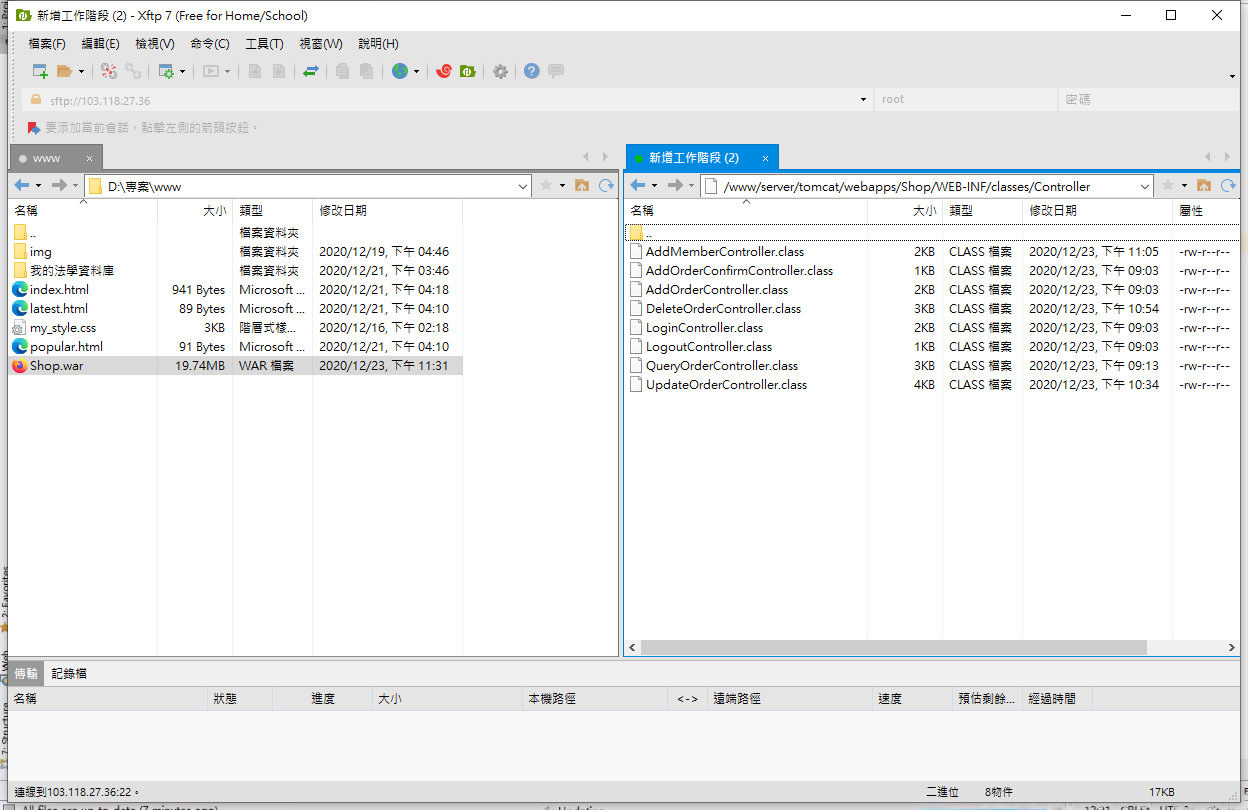 新增工作階段 (2) - Xftp 7 (Free for Home/School)
檔案(F) 編輯(E) 檢視(V) 命令(C) 工具(T) 視窗(W) 說明(H)
sftp://103.118.27.36 root 密碼
要添加當前會話，點擊左側的箭頭按鈕。
www × 新增工作階段 (2) ×
D:\專案\www /www/server/tomcat/webapps/Shop/WEB-INF/classes/Controller
名稱 大小 類型 修改日期 名稱 大小 類型 修改日期 屬性
.. 檔案資料夾 ..
img 檔案資料夾 2020/12/19, 下午 04:46 AddMemberController.class 2KB CLASS 檔案 2020/12/23, 下午 11:05 -rw-r--r--
我的法學資料庫 檔案資料夾 2020/12/21, 下午 03:46 AddOrderConfirmController.class 1KB CLASS 檔案 2020/12/23, 下午 09:03 -rw-r--r--
index.html 941 Bytes Microsoft ... 2020/12/21, 下午 04:18 AddOrderController.class 2KB CLASS 檔案 2020/12/23, 下午 09:03 -rw-r--r--
latest.html 89 Bytes Microsoft ... 2020/12/21, 下午 04:10 DeleteOrderController.class 3KB CLASS 檔案 2020/12/23, 下午 10:54 -rw-r--r--
my_style.css 3KB 階層式樣... 2020/12/16, 下午 02:18 LoginController.class 2KB CLASS 檔案 2020/12/23, 下午 09:03 -rw-r--r--
popular.html 91 Bytes Microsoft ... 2020/12/21, 下午 04:10 LogoutController.class 1KB CLASS 檔案 2020/12/23, 下午 09:03 -rw-r--r--
Shop.war 19.74MB WAR 檔案 2020/12/23, 下午 11:31 QueryOrderController.class 3KB CLASS 檔案 2020/12/23, 下午 09:13 -rw-r--r--
UpdateOrderController.class 4KB CLASS 檔案 2020/12/23, 下午 10:34 -rw-r--r--
2: Favorites
傳輸 記錄檔
名稱 狀態 進度 大小 本機路徑 <-> 遠端路徑 速度 預估剩餘... 經過時間
連線到103.118.27.36:22。 二進位 8物件 17KB